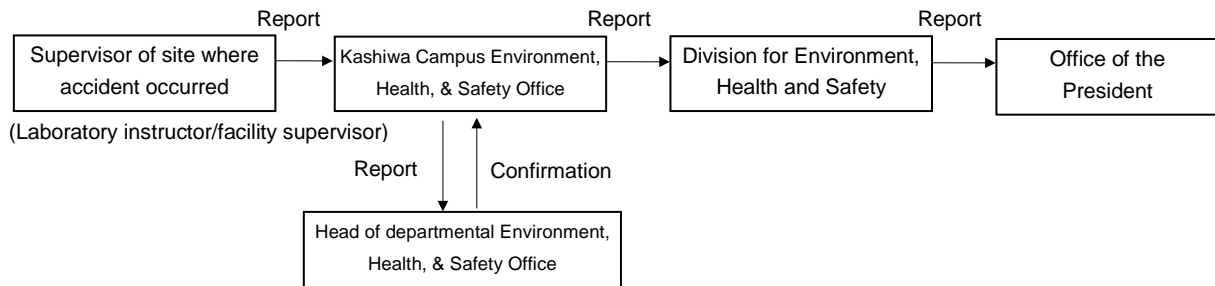 Report
Report
Report
Supervisor of site where
accident occurred
Kashiwa Campus Environment,
Health, & Safety Office
Division for Environment,
Health and Safety
Office of the
President
(Laboratory instructor/facility supervisor)
Report
Confirmation
Head of departmental Environment,
Health, & Safety Office